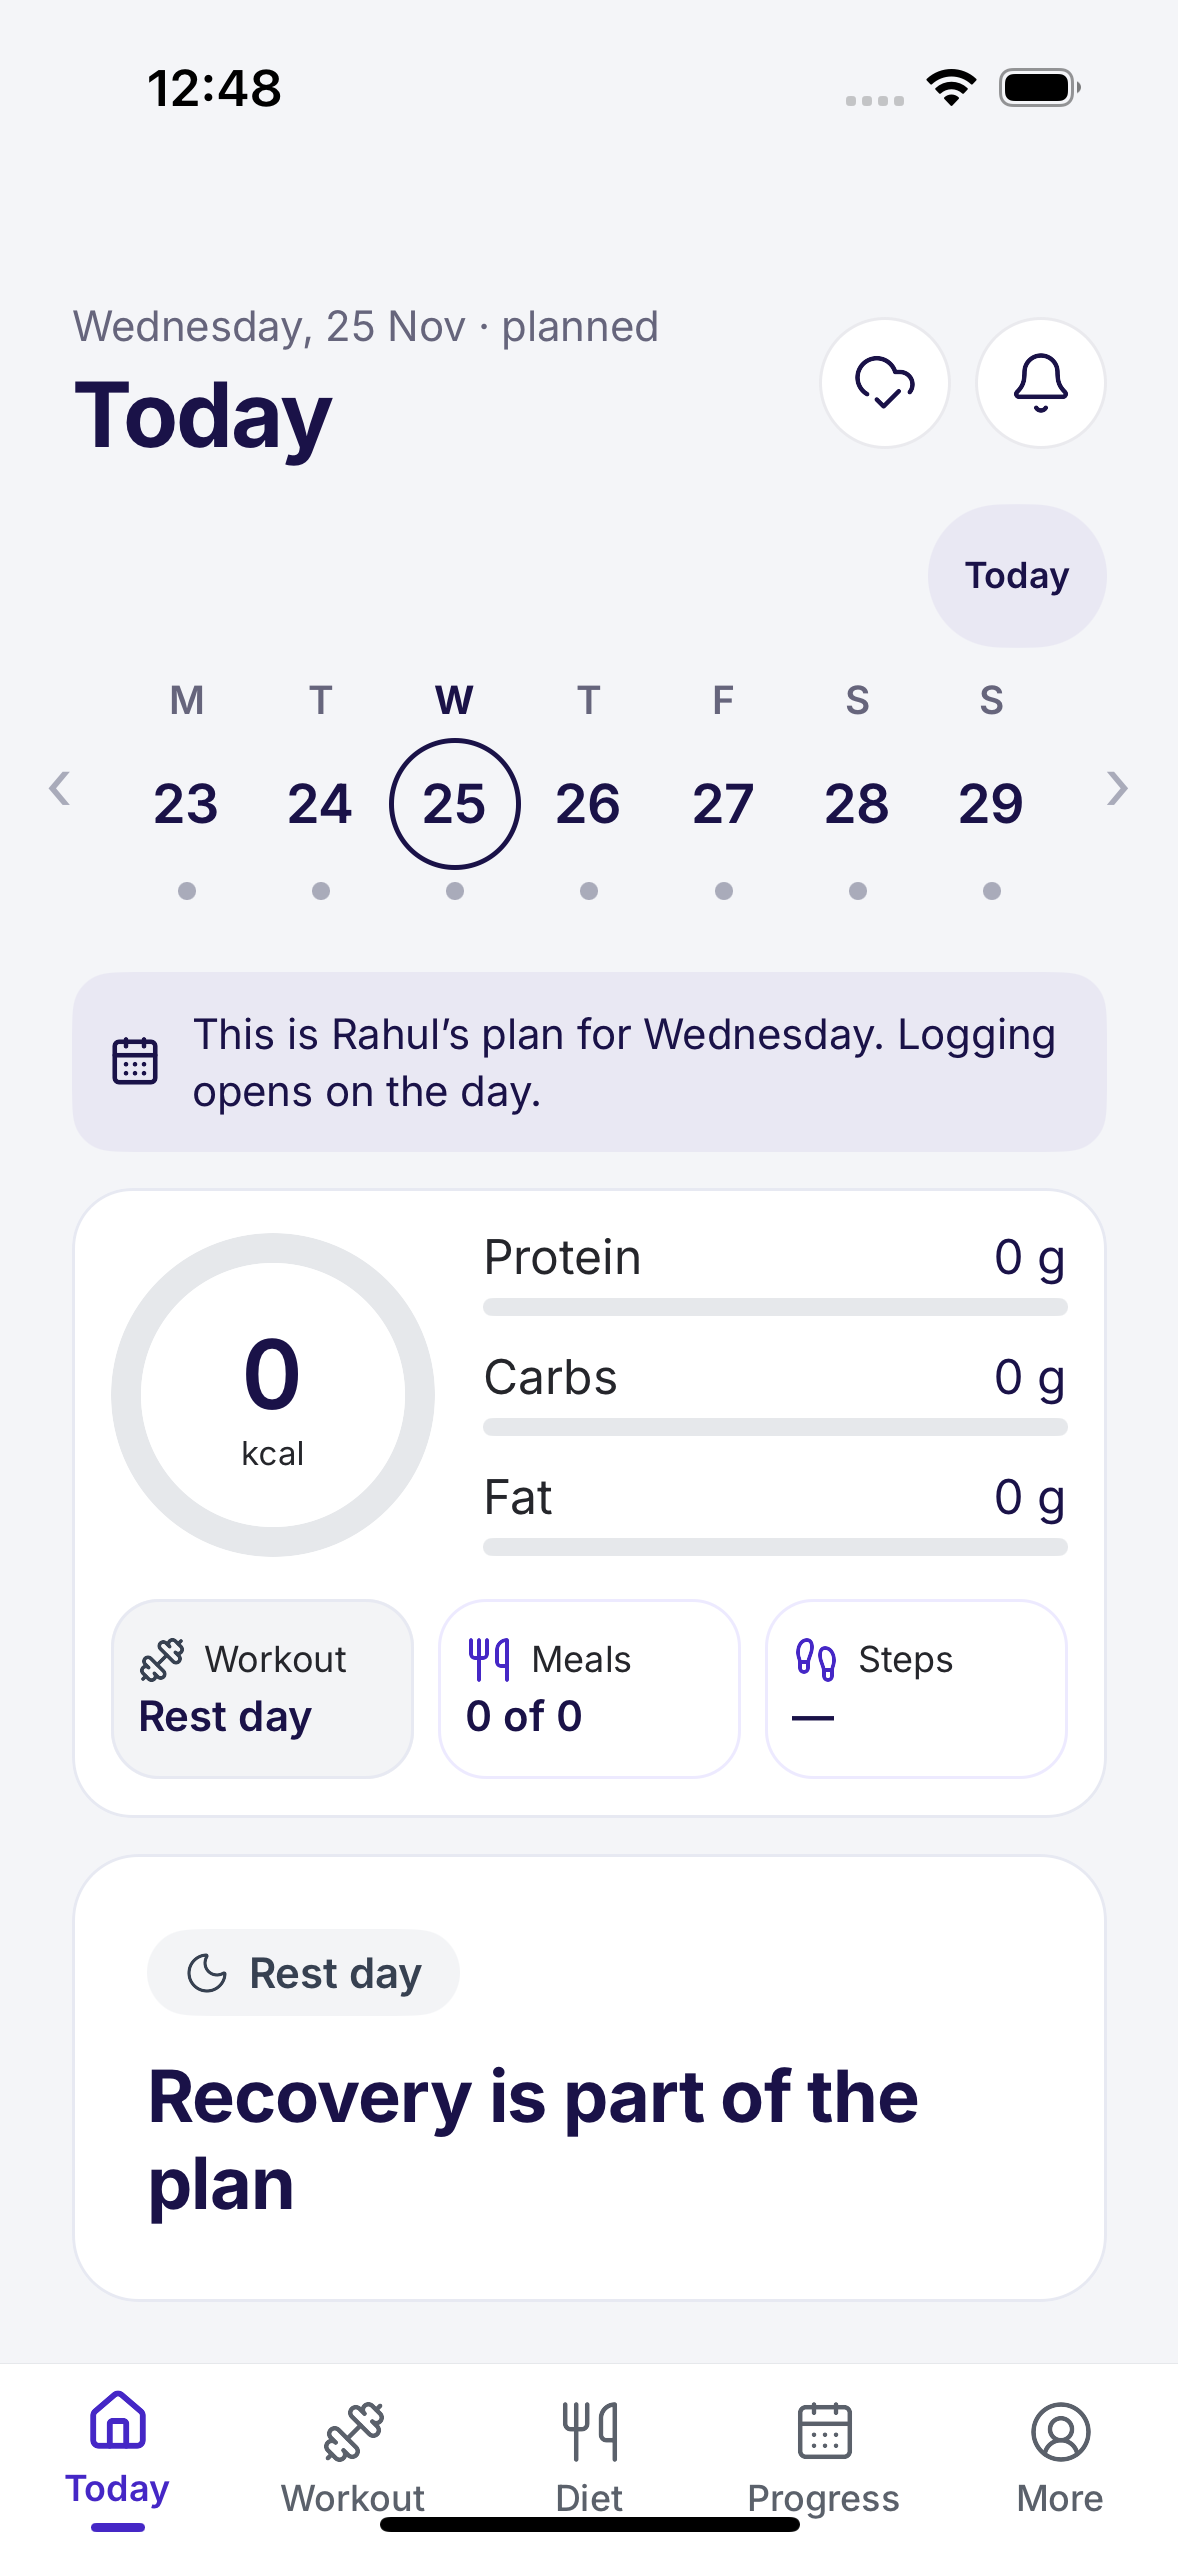 12:48
Wednesday, 25 Nov · planned
Today
Today
M T W T F S S
‹ 23 24 25 26 27 28 29 ›
This is Rahul’s plan for Wednesday. Logging
opens on the day.
Protein 0 g
Carbs 0 g
Fat 0 g
0
kcal
Workout
Rest day
Meals
0 of 0
Steps
—
Rest day
Recovery is part of the
plan
Today Workout Diet Progress More